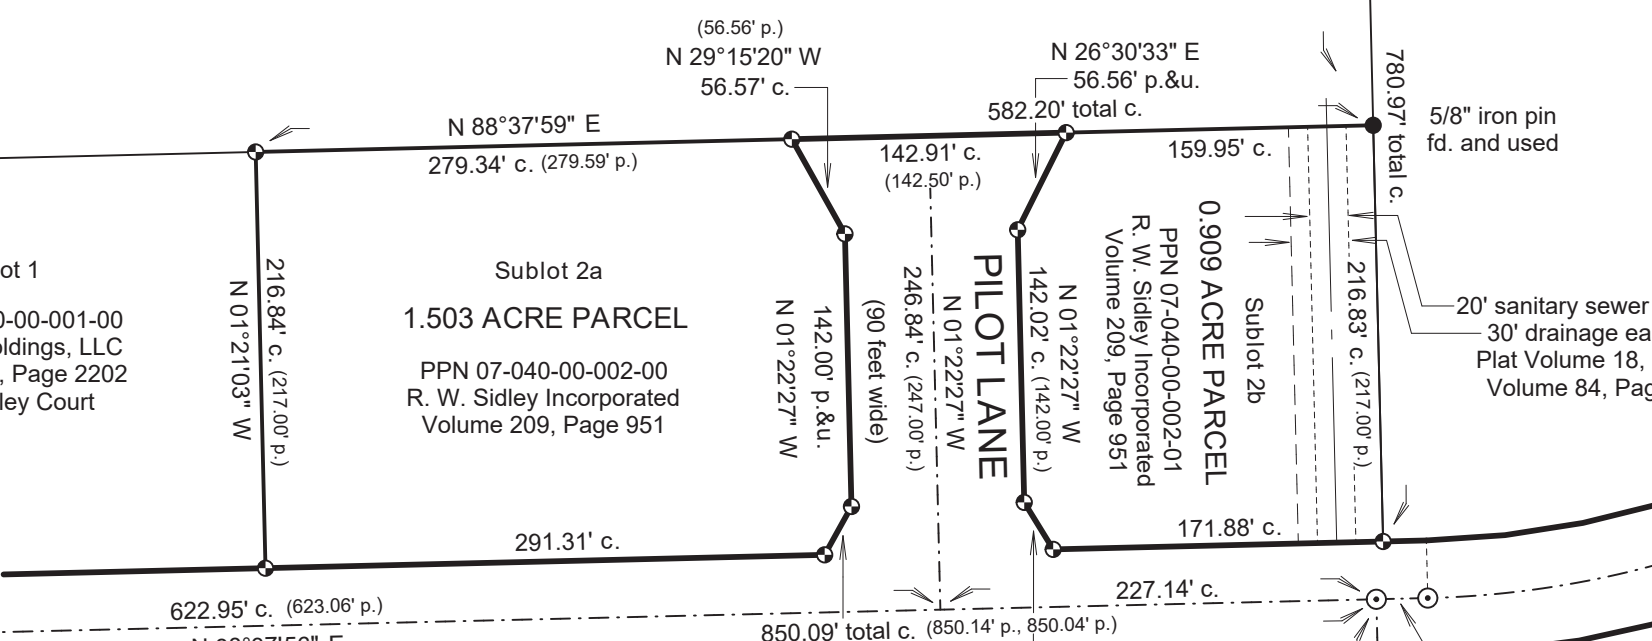 (56.56' p.)
N 29°15'20" W
56.57' c.
N 26°30'33" E
56.56' p.&u.
582.20' total c.
780.97' total c.
5/8" iron pin
fd. and used
N 88°37'59" E
279.34' c. (279.59' p.)
142.91' c.
(142.50' p.)
159.95' c.
ot 1
0-00-001-00
oldings, LLC
, Page 2202
ley Court
N 01°21'03" W
216.84' c. (217.00' p.)
Sublot 2a
1.503 ACRE PARCEL
PPN 07-040-00-002-00
R. W. Sidley Incorporated
Volume 209, Page 951
N 01°22'27" W
142.00' p.&u.
(90 feet wide)
246.84' c. (247.00' p.)
N 01°22'27" W
PILOT LANE
142.02' c. (142.00' p.)
N 01°22'27" W
Sublot 2b
0.909 ACRE PARCEL
PPN 07-040-00-002-01
R. W. Sidley Incorporated
Volume 209, Page 951
216.83' c. (217.00' p.)
20' sanitary sewer
30' drainage ea
Plat Volume 18,
Volume 84, Pag
291.31' c.
171.88' c.
622.95' c. (623.06' p.)
227.14' c.
850.09' total c. (850.14' p., 850.04' p.)